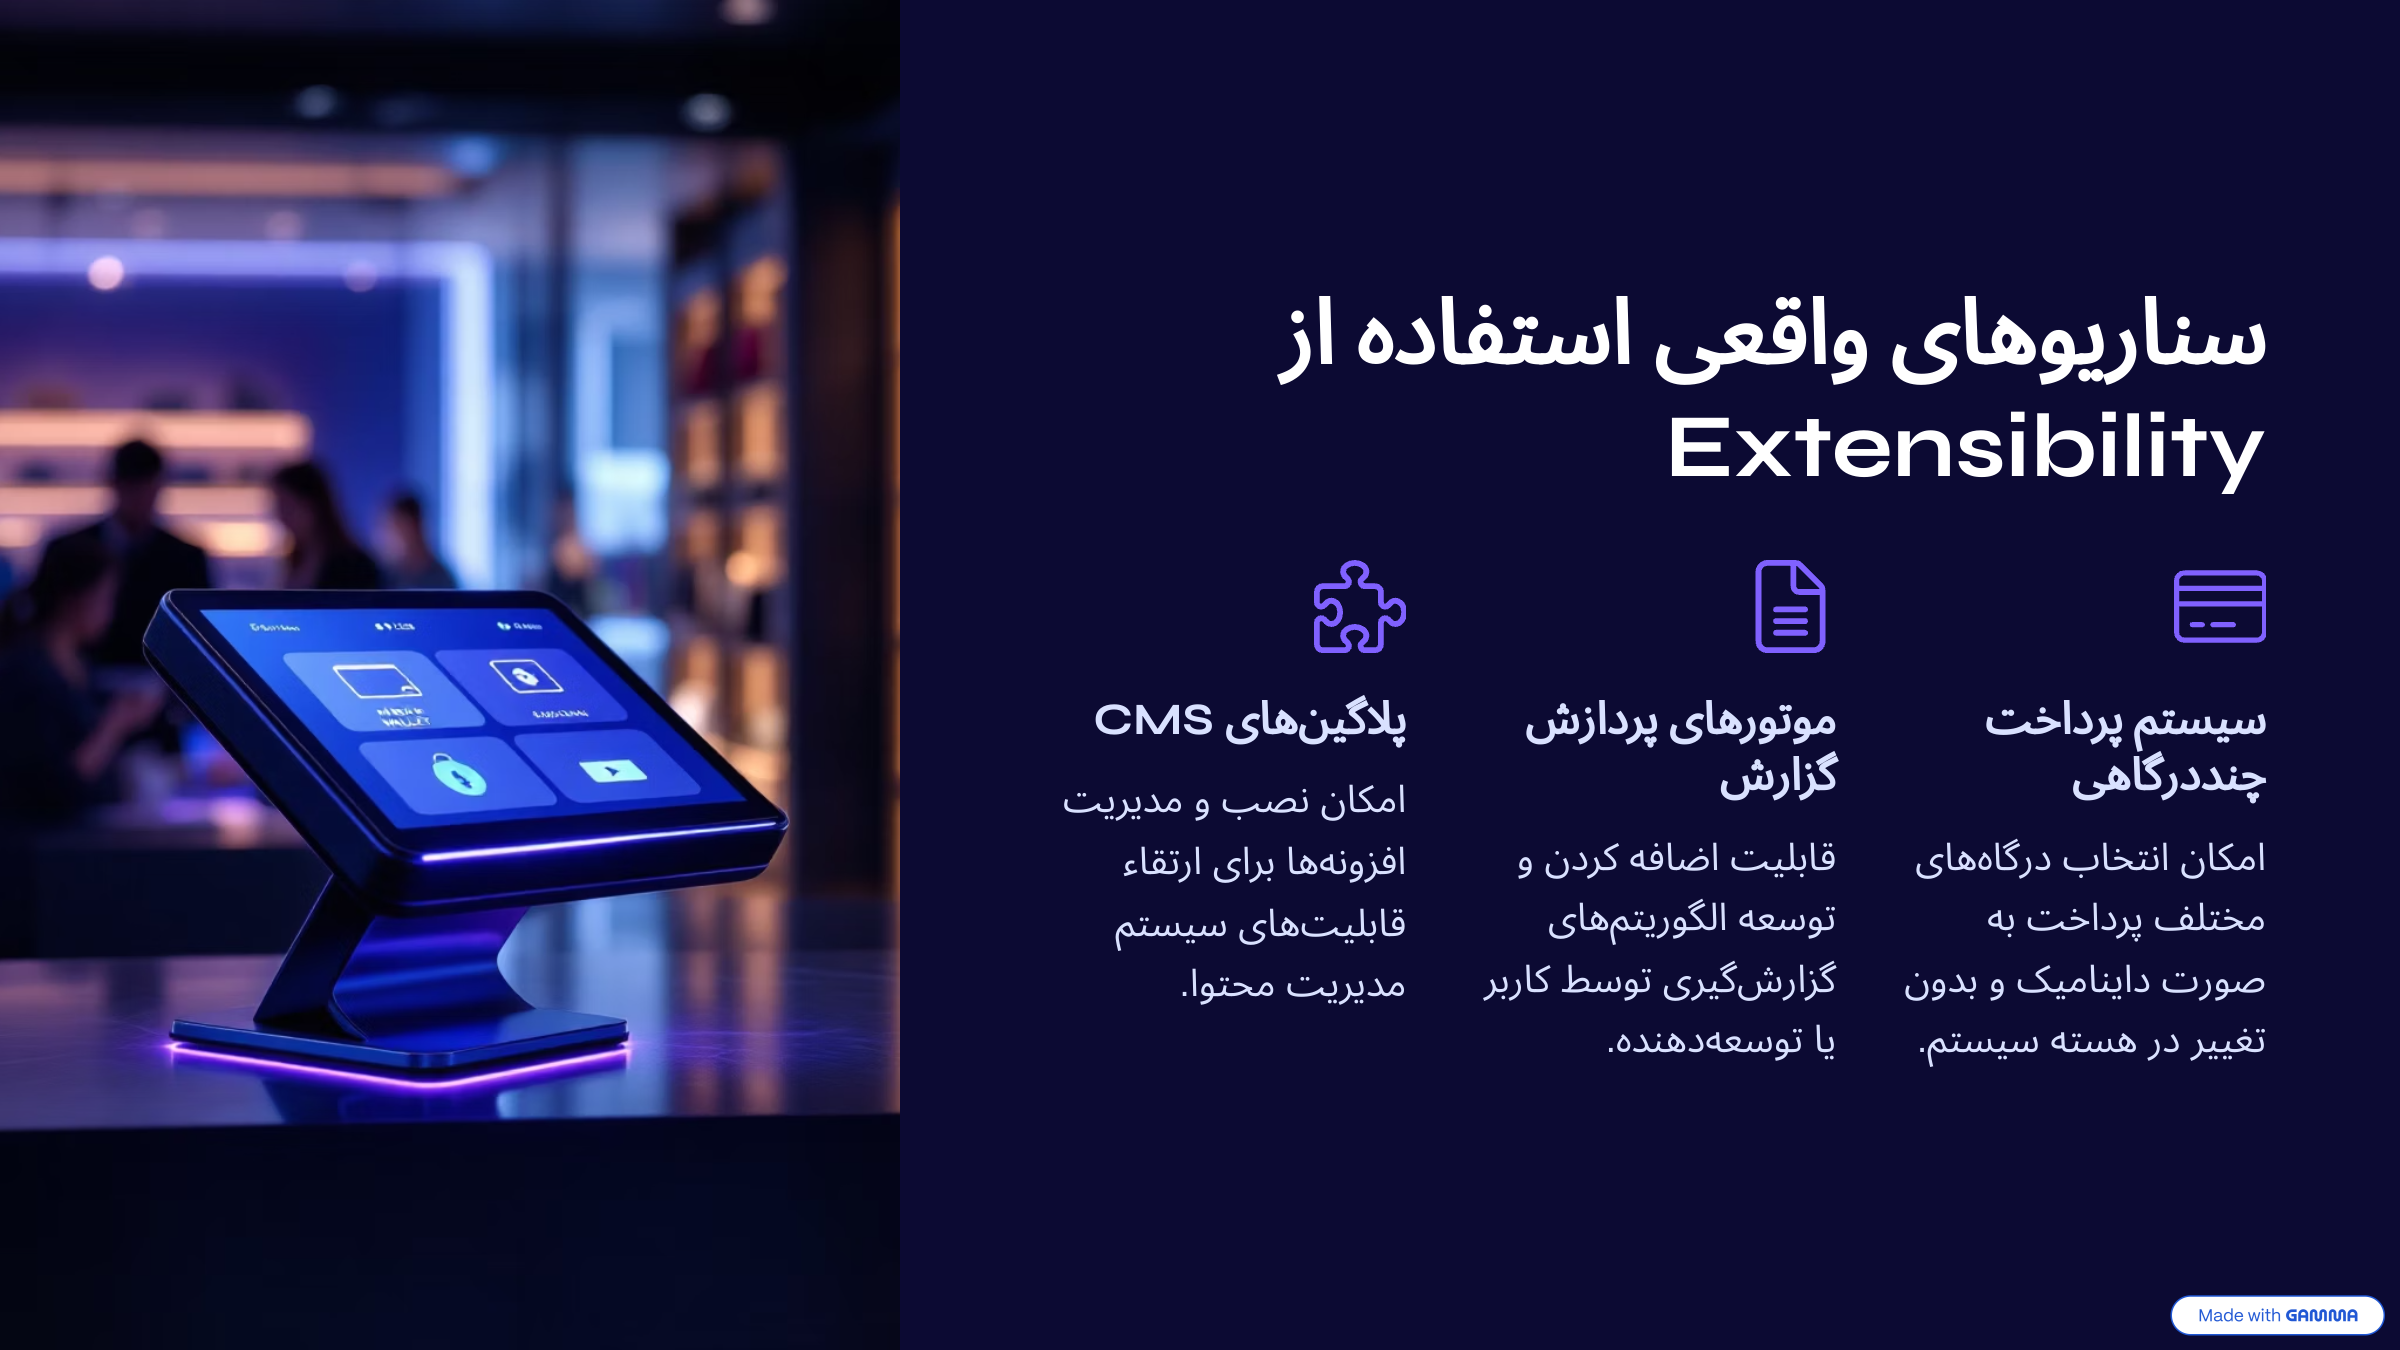 سناریوهای واقعی استفاده از
Extensibility
سیستم پرداخت
چنددرگاهی
امکان انتخاب درگاه‌های
مختلف پرداخت به
صورت داینامیک و بدون
تغییر در هسته سیستم.
موتورهای پردازش
گزارش
قابلیت اضافه کردن و
توسعه الگوریتم‌های
گزارش‌گیری توسط کاربر
یا توسعه‌دهنده.
پلاگین‌های CMS
امکان نصب و مدیریت
افزونه‌ها برای ارتقاء
قابلیت‌های سیستم
مدیریت محتوا.
WALLET
Made with GAMMA